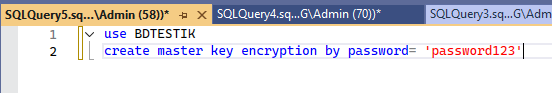 SQLQuery5.sq...\Admin (58))* SQLQuery4.sq...G\Admin (70))* SQLQuery3.sq...G\Adm
1 use BDTESTIK
2 create master key encryption by password= 'password123'